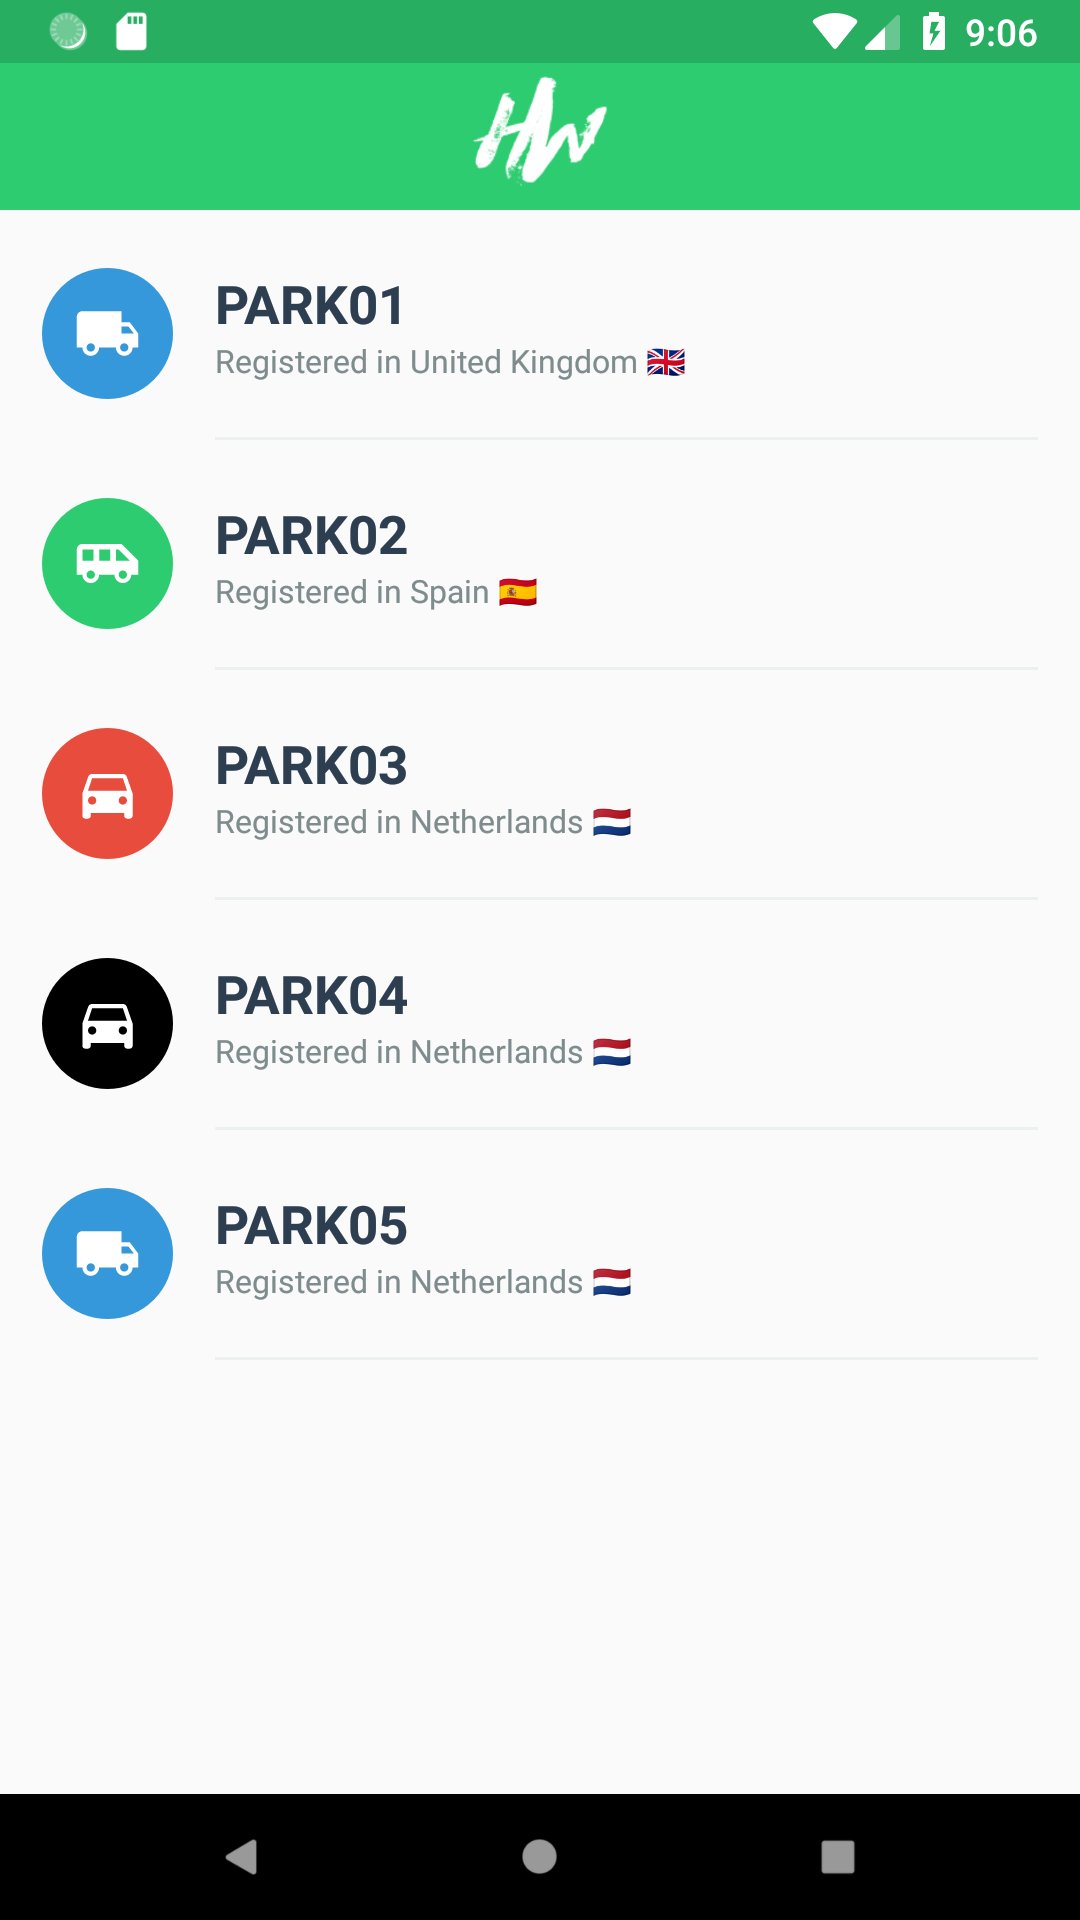 9:06
HW
PARK01
Registered in United Kingdom 🇬🇧
PARK02
Registered in Spain 🇪🇸
PARK03
Registered in Netherlands 🇳🇱
PARK04
Registered in Netherlands 🇳🇱
PARK05
Registered in Netherlands 🇳🇱